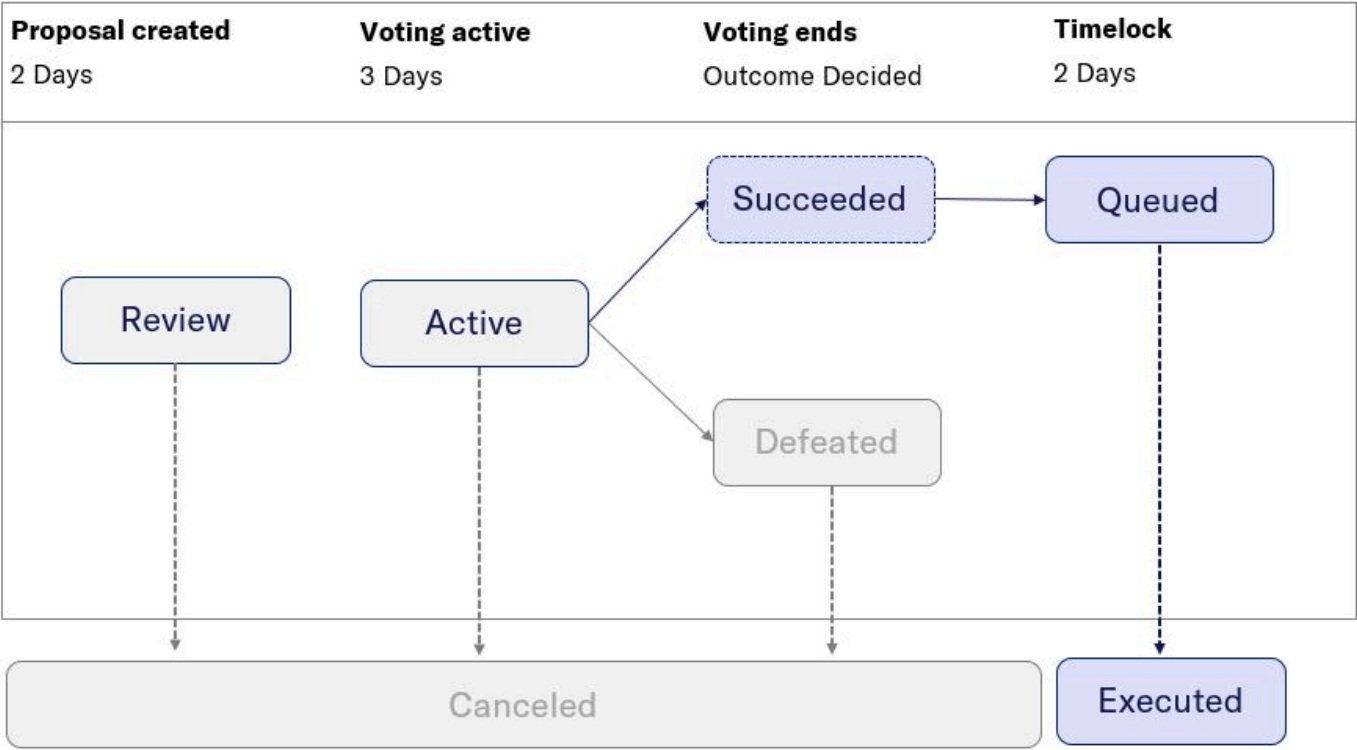 Proposal created
2 Days
Voting active
3 Days
Voting ends
Outcome Decided
Timelock
2 Days
Review
Active
Succeeded
Queued
Defeated
Canceled
Executed